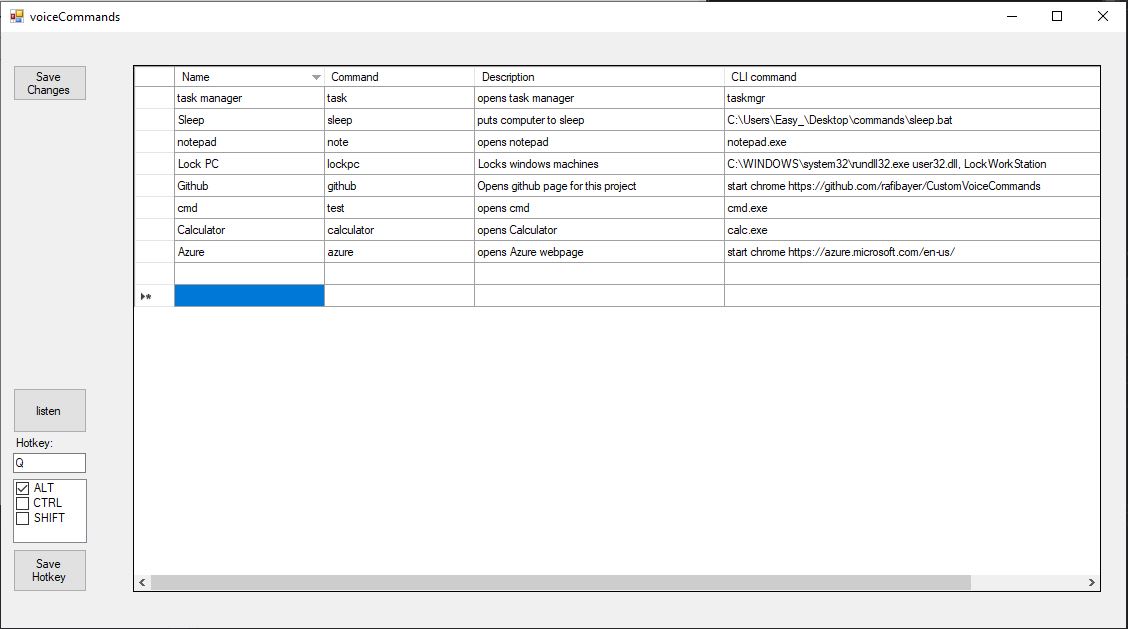 voiceCommands
Save
Changes
Name Command Description CLI command
task manager task opens task manager taskmgr
Sleep sleep puts computer to sleep C:\Users\Easy_\Desktop\commands\sleep.bat
notepad note opens notepad notepad.exe
Lock PC lockpc Locks windows machines C:\WINDOWS\system32\rundll32.exe user32.dll, LockWorkStation
Github github Opens github page for this project start chrome https://github.com/rafibayer/CustomVoiceCommands
cmd test opens cmd cmd.exe
Calculator calculator opens Calculator calc.exe
Azure azure opens Azure webpage start chrome https://azure.microsoft.com/en-us/
listen
Hotkey:
Q
ALT
CTRL
SHIFT
Save
Hotkey